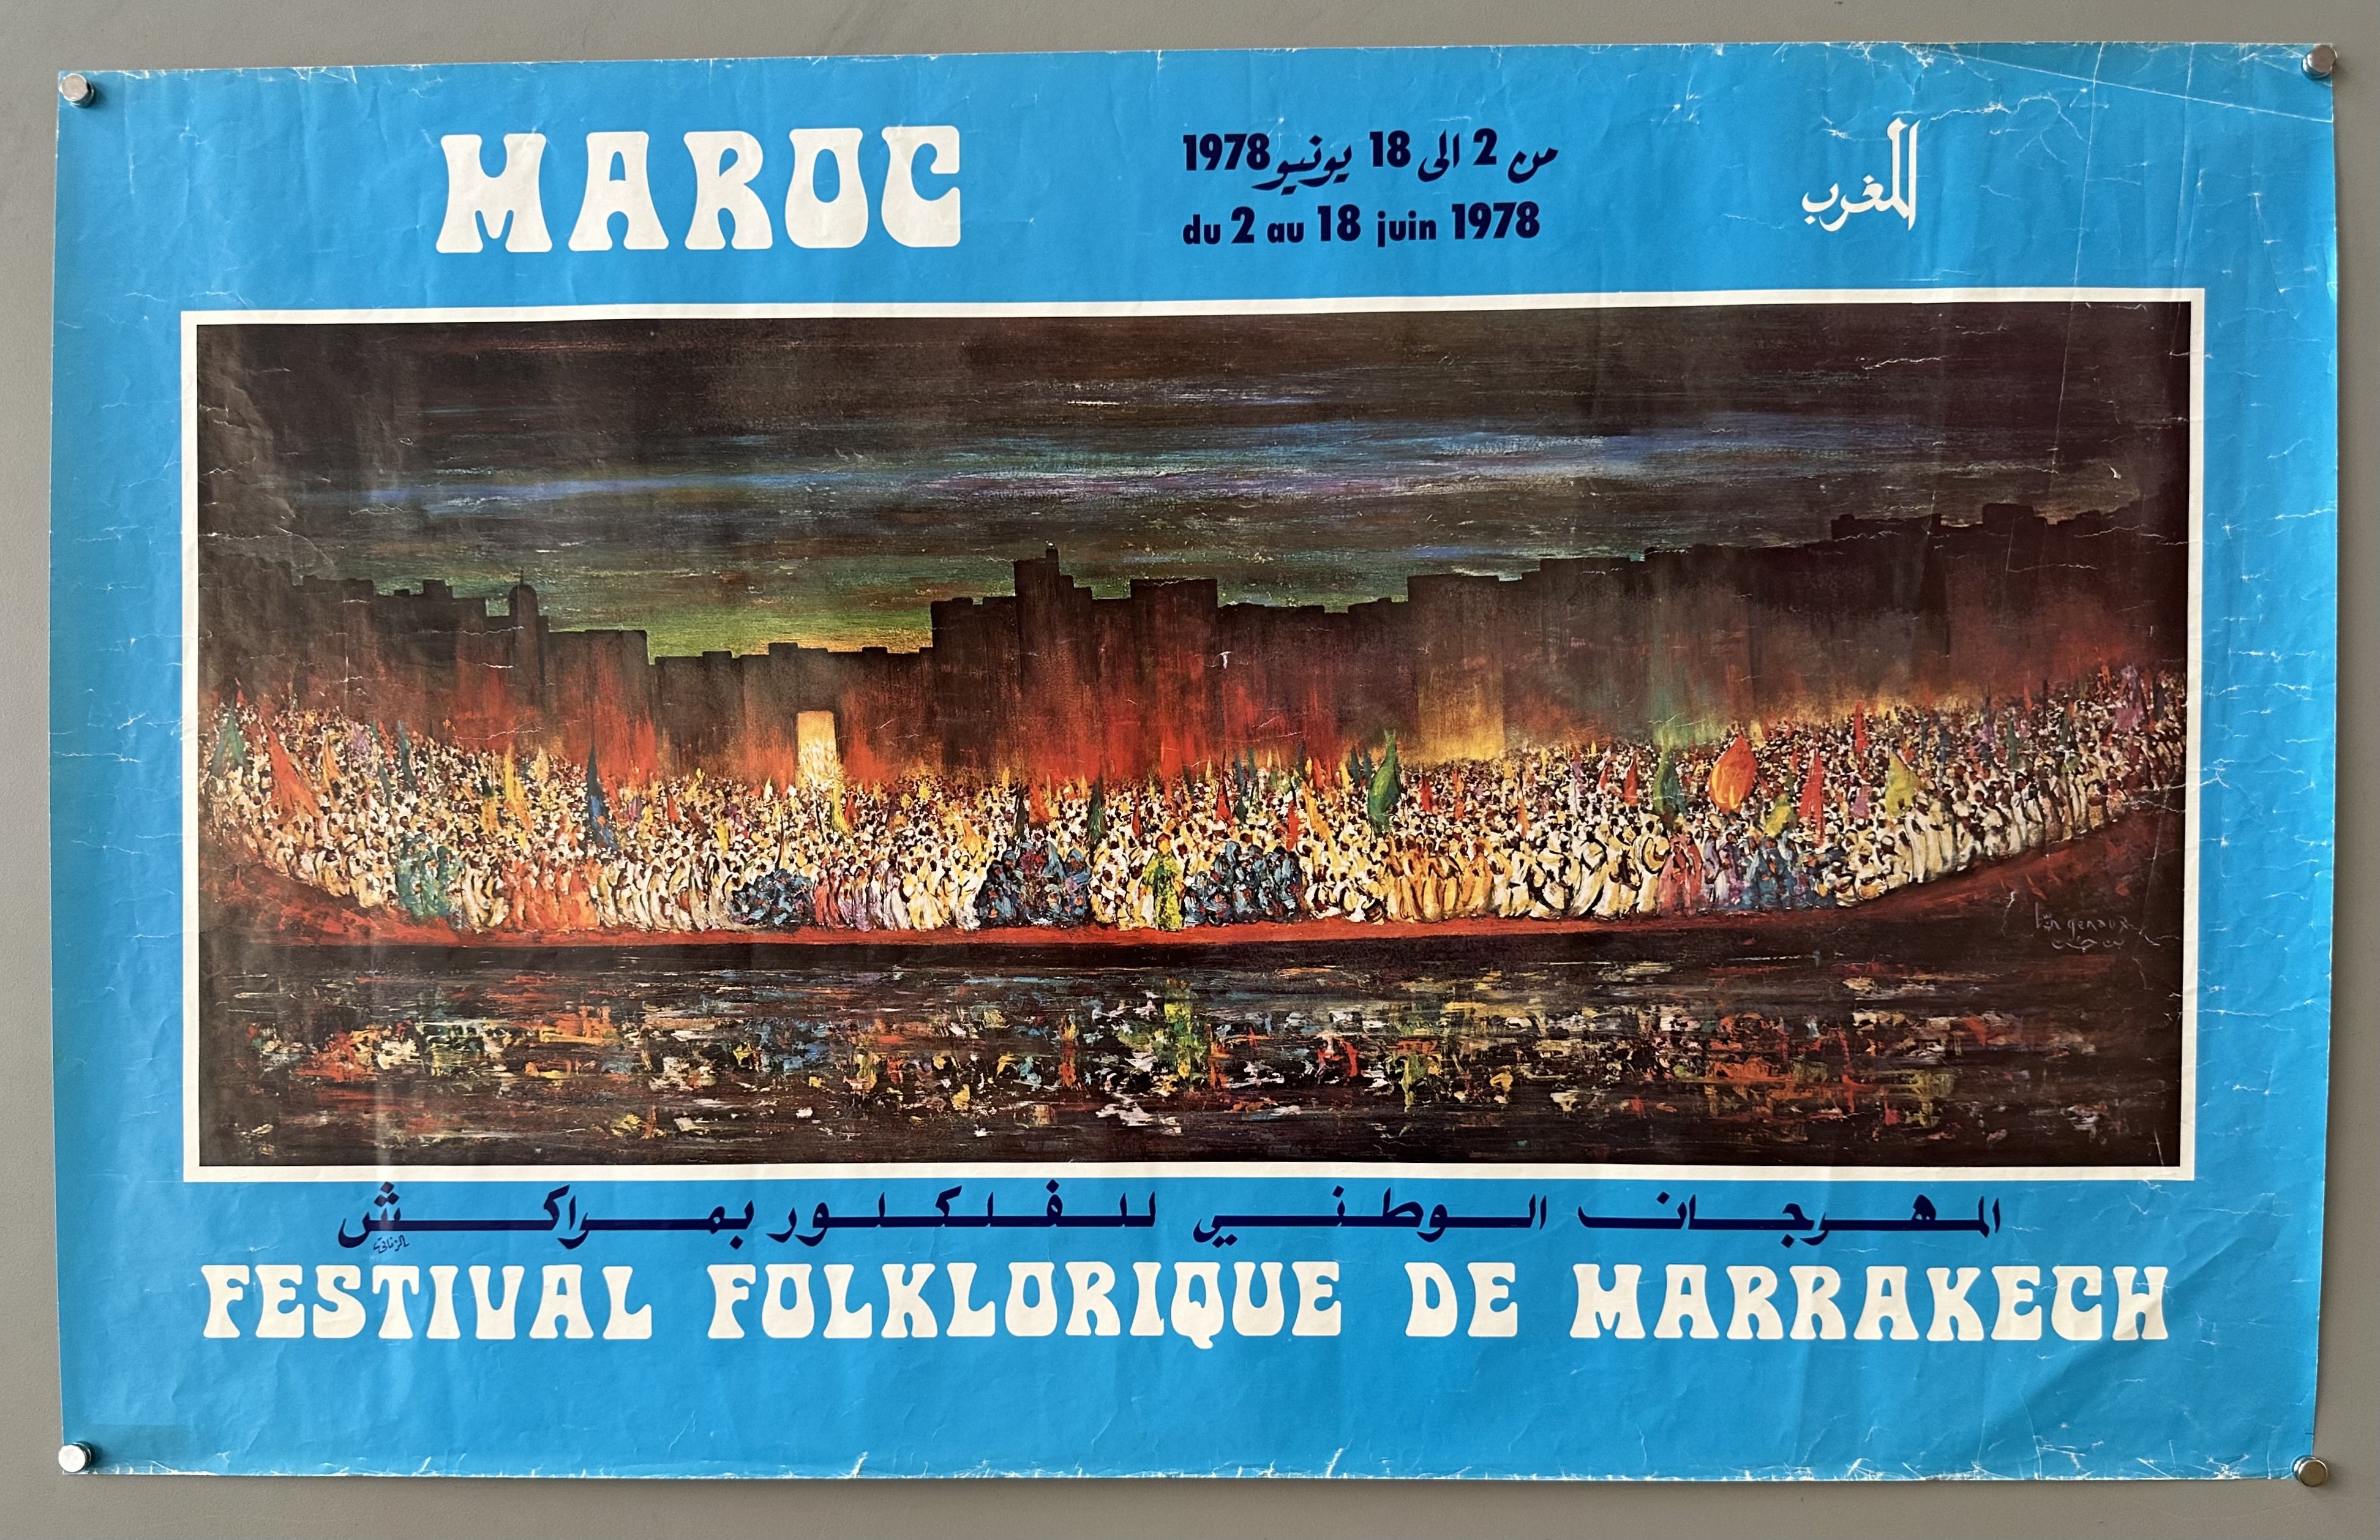 MAROC
من 2 الى 18 يونيو 1978
du 2 au 18 juin 1978
المغرب
المهرجان الوطني للفلكلور بمراكش
FESTIVAL FOLKLORIQUE DE MARRAKECH